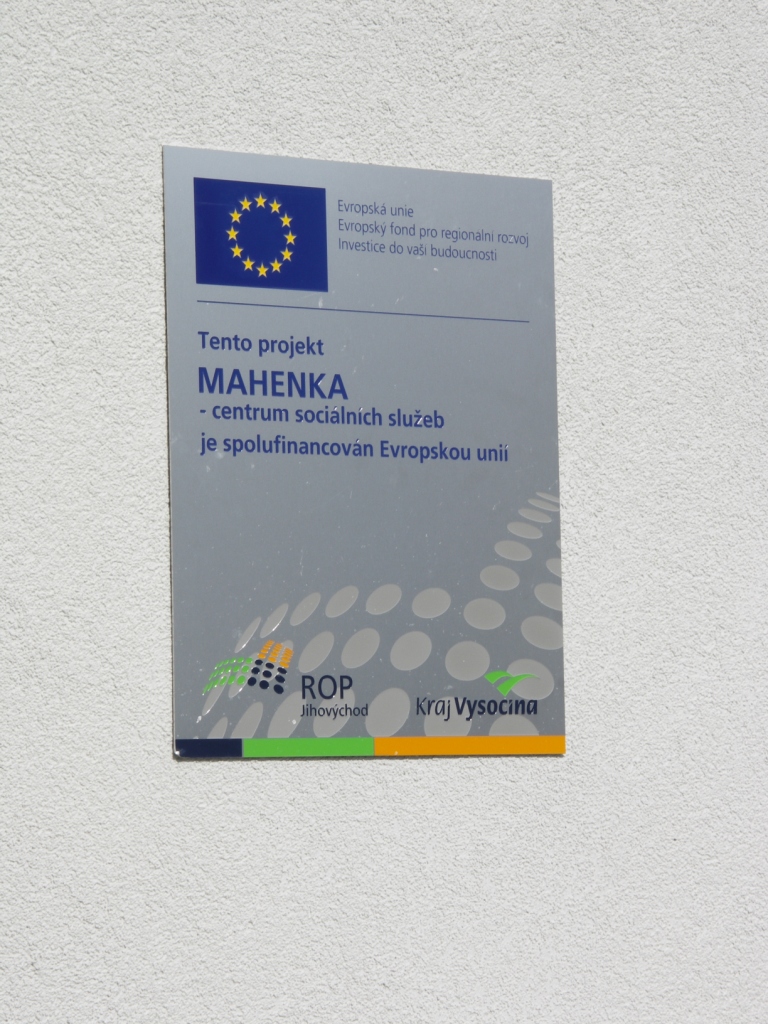 Evropská unie
Evropský fond pro regionalni rozvoj
Investice do vaší budoucnosti
Tento projekt
MAHENKA
- centrum sociálních služeb
je spolufinancován Evropskou unií
ROP
Jihovýchod
Kraj Vysočina